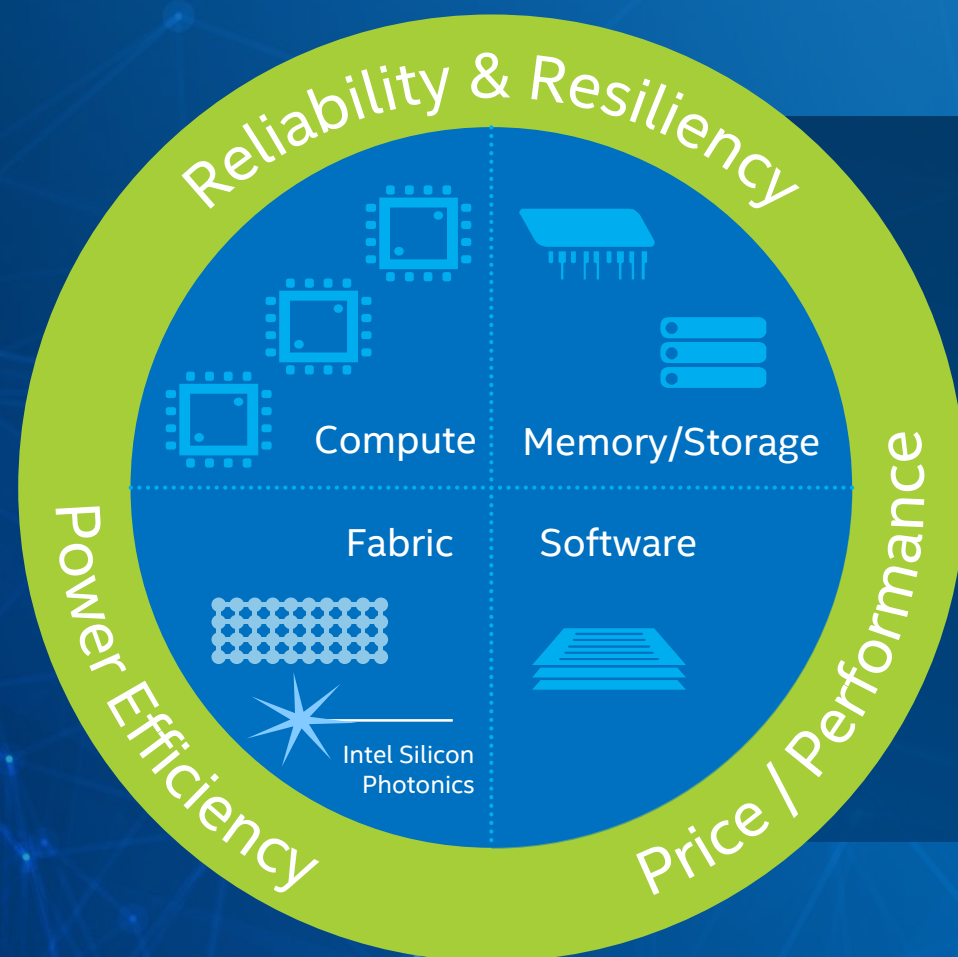 Reliability & Resiliency
Compute
Memory/Storage
Fabric
Software
Intel Silicon
Photonics
Power Efficiency
Price / Performance